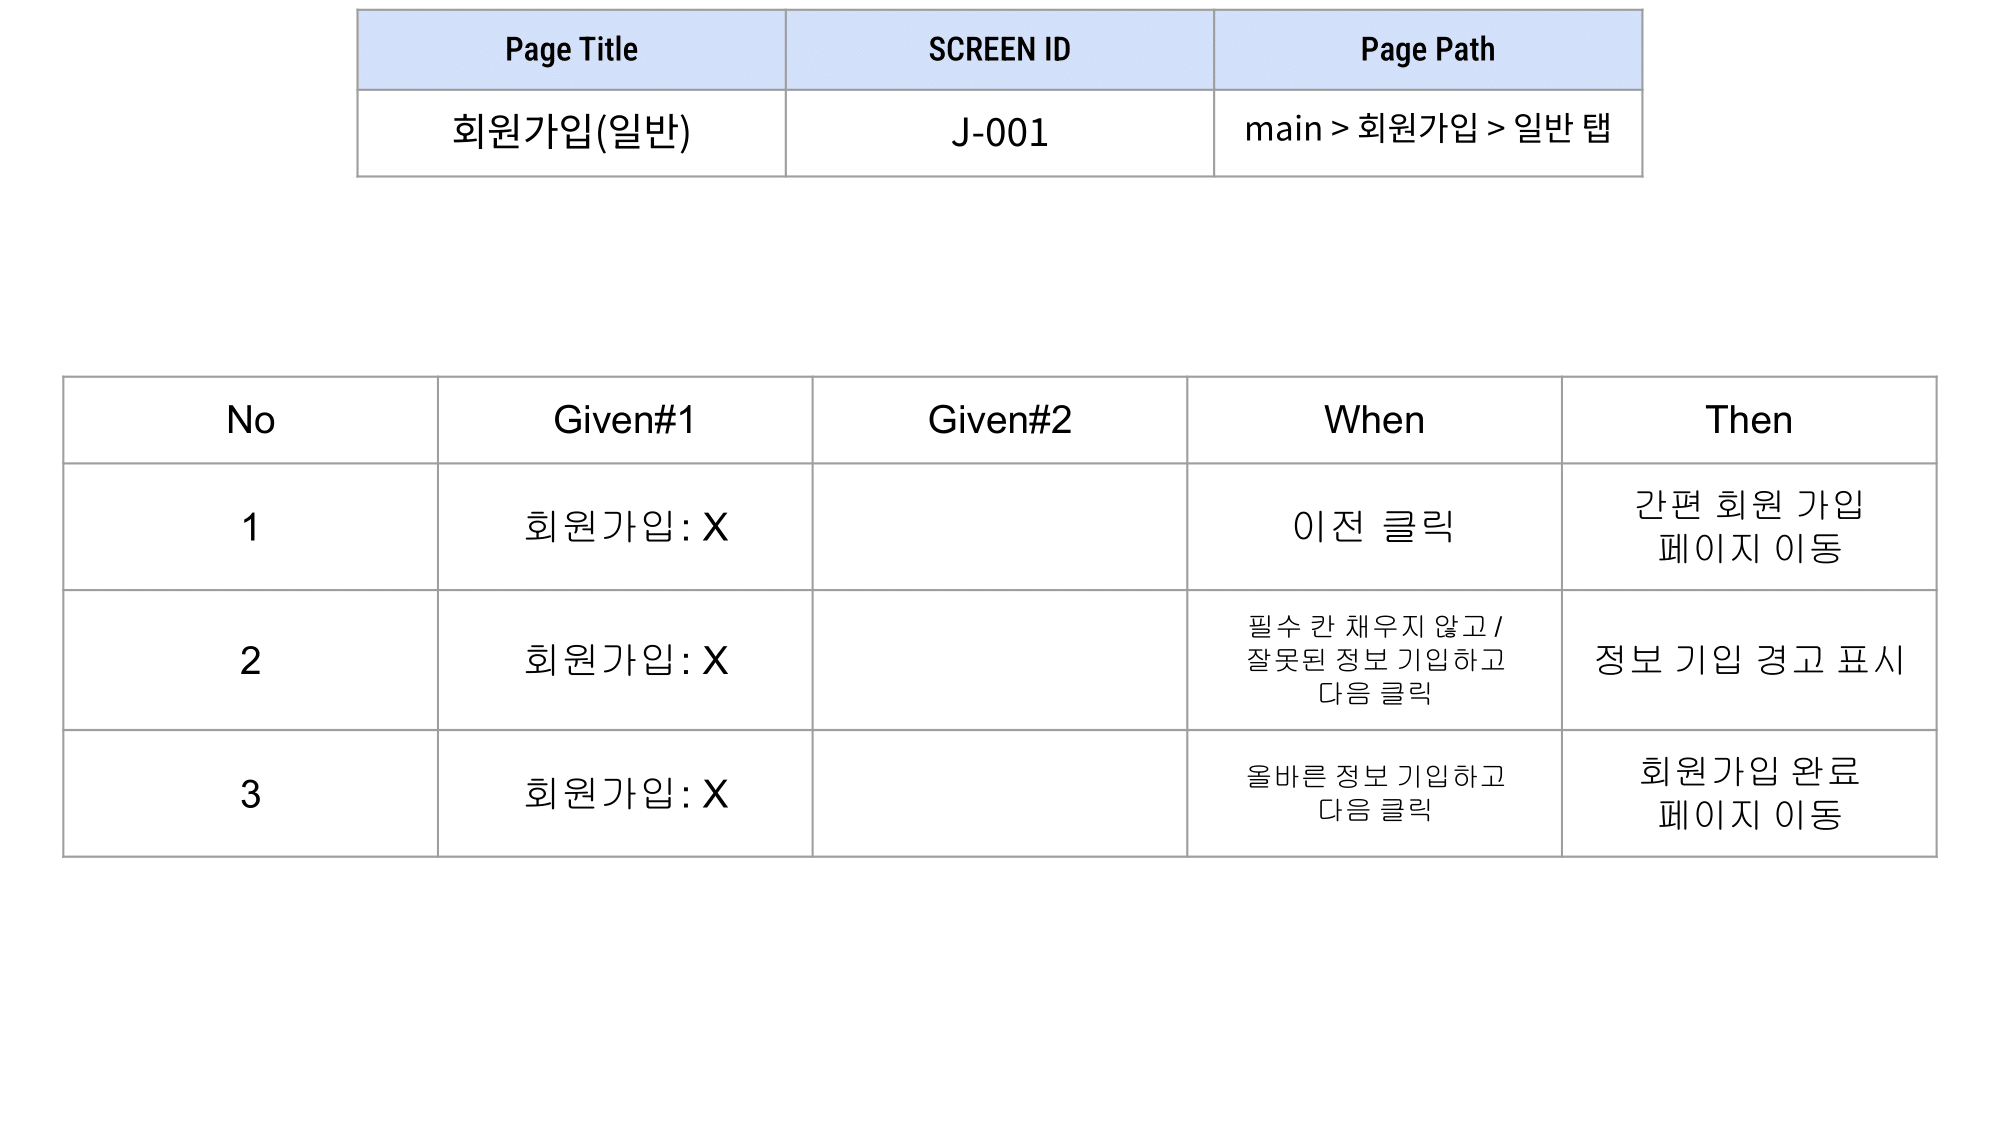 Page Title SCREEN ID Page Path
회원가입(일반) J-001 main > 회원가입 > 일반 탭
No Given#1 Given#2 When Then
1 회원가입: X 이전 클릭 간편 회원 가입
페이지 이동
2 회원가입: X 필수 칸 채우지 않고 /
잘못된 정보 기입하고
다음 클릭 정보 기입 경고 표시
3 회원가입: X 올바른 정보 기입하고
다음 클릭 회원가입 완료
페이지 이동